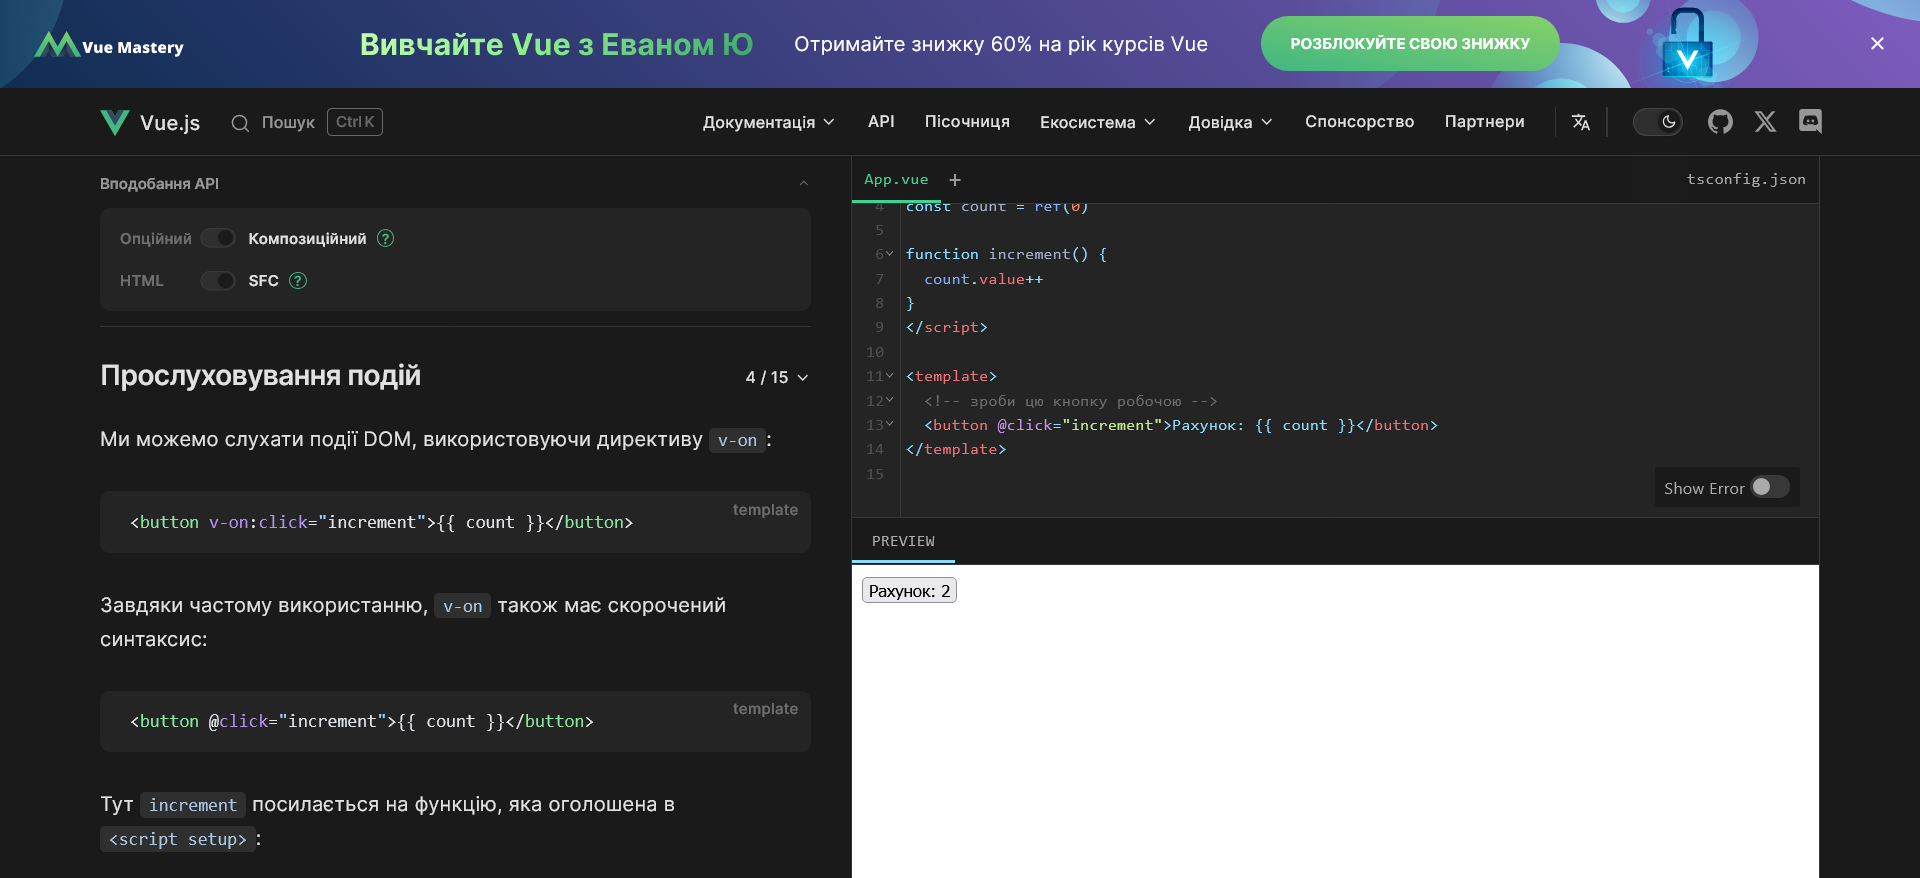 Vue Mastery
Вивчайте Vue з Еваном Ю
Отримайте знижку 60% на рік курсів Vue
РОЗБЛОКУЙТЕ СВОЮ ЗНИЖКУ
Vue.js
Пошук
Ctrl K
Документація
API
Пісочниця
Екосистема
Довідка
Спонсорство
Партнери
Вподобання API
Опційний
Композиційний
?
HTML
SFC
?
Прослуховування подій
4 / 15
Ми можемо слухати події DOM, використовуючи директиву v-on:
template
<button v-on:click="increment">{{ count }}</button>
Завдяки частому використанню, v-on також має скорочений
синтаксис:
template
<button @click="increment">{{ count }}</button>
Тут increment посилається на функцію, яка оголошена в
<script setup>:
App.vue
+
tsconfig.json
4 const count = ref(0)
5
6 function increment() {
7 count.value++
8 }
9 </script>
10
11 <template>
12 <!-- зроби цю кнопку робочою -->
13 <button @click="increment">Рахунок: {{ count }}</button>
14 </template>
15
Show Error
PREVIEW
Рахунок: 2